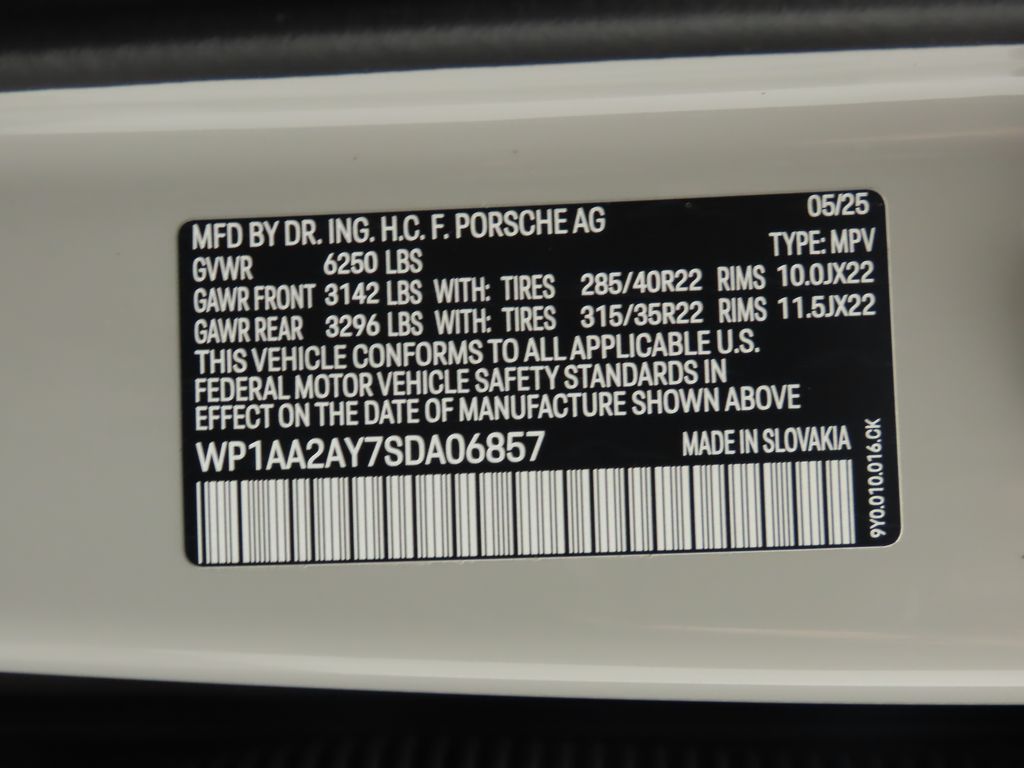 MFD BY DR. ING. H.C. F. PORSCHE AG 05/25
GVWR 6250 LBS TYPE: MPV
GAWR FRONT 3142 LBS WITH: TIRES 285/40R22 RIMS 10.0JX22
GAWR REAR 3296 LBS WITH: TIRES 315/35R22 RIMS 11.5JX22
THIS VEHICLE CONFORMS TO ALL APPLICABLE U.S.
FEDERAL MOTOR VEHICLE SAFETY STANDARDS IN
EFFECT ON THE DATE OF MANUFACTURE SHOWN ABOVE
WP1AA2AY7SDA06857 MADE IN SLOVAKIA
9Y0.010.016.CK